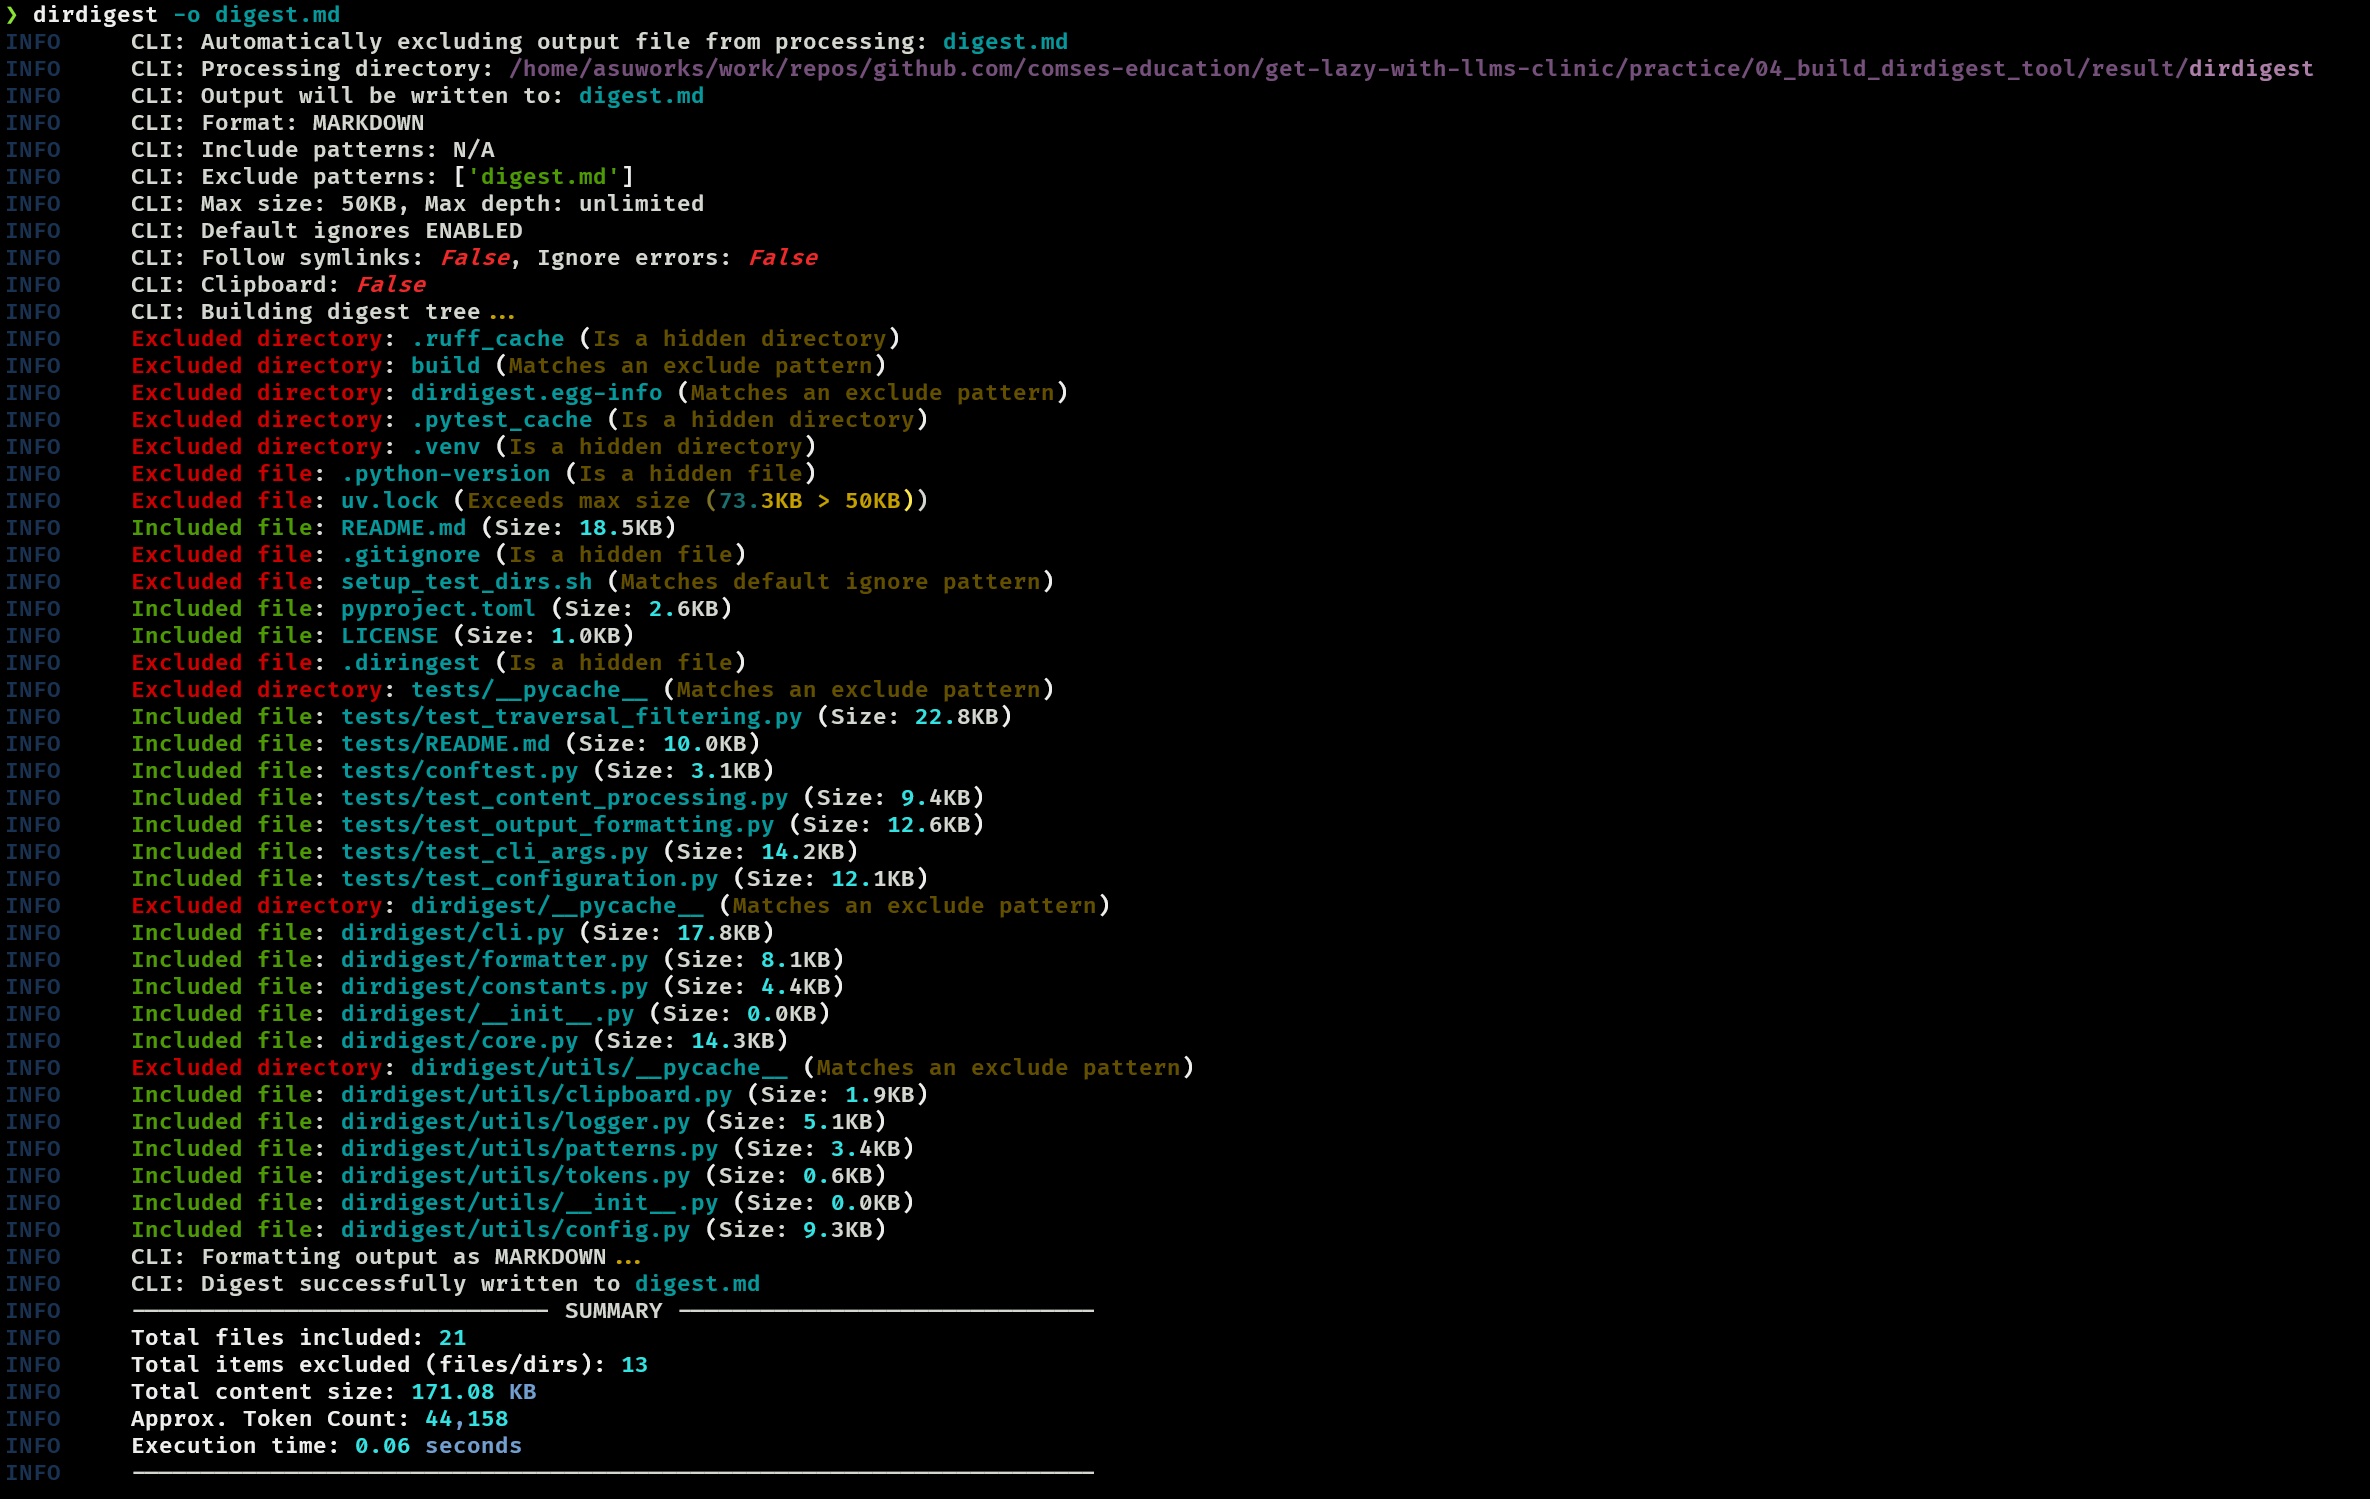 ❯ dirdigest -o digest.md
INFO     CLI: Automatically excluding output file from processing: digest.md
INFO     CLI: Processing directory: /home/asuworks/work/repos/github.com/comses-education/get-lazy-with-llms-clinic/practice/04_build_dirdigest_tool/result/dirdigest
INFO     CLI: Output will be written to: digest.md
INFO     CLI: Format: MARKDOWN
INFO     CLI: Include patterns: N/A
INFO     CLI: Exclude patterns: ['digest.md']
INFO     CLI: Max size: 50KB, Max depth: unlimited
INFO     CLI: Default ignores ENABLED
INFO     CLI: Follow symlinks: False, Ignore errors: False
INFO     CLI: Clipboard: False
INFO     CLI: Building digest tree...
INFO     Excluded directory: .ruff_cache (Is a hidden directory)
INFO     Excluded directory: build (Matches an exclude pattern)
INFO     Excluded directory: dirdigest.egg-info (Matches an exclude pattern)
INFO     Excluded directory: .pytest_cache (Is a hidden directory)
INFO     Excluded directory: .venv (Is a hidden directory)
INFO     Excluded file: .python-version (Is a hidden file)
INFO     Excluded file: uv.lock (Exceeds max size (73.3KB > 50KB))
INFO     Included file: README.md (Size: 18.5KB)
INFO     Excluded file: .gitignore (Is a hidden file)
INFO     Excluded file: setup_test_dirs.sh (Matches default ignore pattern)
INFO     Included file: pyproject.toml (Size: 2.6KB)
INFO     Included file: LICENSE (Size: 1.0KB)
INFO     Excluded file: .diringest (Is a hidden file)
INFO     Excluded directory: tests/__pycache__ (Matches an exclude pattern)
INFO     Included file: tests/test_traversal_filtering.py (Size: 22.8KB)
INFO     Included file: tests/README.md (Size: 10.0KB)
INFO     Included file: tests/conftest.py (Size: 3.1KB)
INFO     Included file: tests/test_content_processing.py (Size: 9.4KB)
INFO     Included file: tests/test_output_formatting.py (Size: 12.6KB)
INFO     Included file: tests/test_cli_args.py (Size: 14.2KB)
INFO     Included file: tests/test_configuration.py (Size: 12.1KB)
INFO     Excluded directory: dirdigest/__pycache__ (Matches an exclude pattern)
INFO     Included file: dirdigest/cli.py (Size: 17.8KB)
INFO     Included file: dirdigest/formatter.py (Size: 8.1KB)
INFO     Included file: dirdigest/constants.py (Size: 4.4KB)
INFO     Included file: dirdigest/__init__.py (Size: 0.0KB)
INFO     Included file: dirdigest/core.py (Size: 14.3KB)
INFO     Excluded directory: dirdigest/utils/__pycache__ (Matches an exclude pattern)
INFO     Included file: dirdigest/utils/clipboard.py (Size: 1.9KB)
INFO     Included file: dirdigest/utils/logger.py (Size: 5.1KB)
INFO     Included file: dirdigest/utils/patterns.py (Size: 3.4KB)
INFO     Included file: dirdigest/utils/tokens.py (Size: 0.6KB)
INFO     Included file: dirdigest/utils/__init__.py (Size: 0.0KB)
INFO     Included file: dirdigest/utils/config.py (Size: 9.3KB)
INFO     CLI: Formatting output as MARKDOWN...
INFO     CLI: Digest successfully written to digest.md
INFO     SUMMARY
INFO     Total files included: 21
INFO     Total items excluded (files/dirs): 13
INFO     Total content size: 171.08 KB
INFO     Approx. Token Count: 44,158
INFO     Execution time: 0.06 seconds
INFO